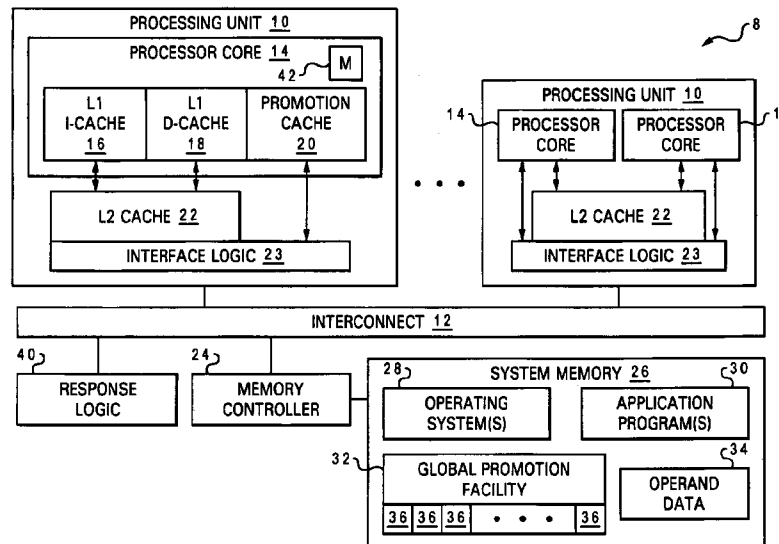 PROCESSING UNIT 10
PROCESSOR CORE 14
42
M
L1
I-CACHE
16
L1
D-CACHE
18
PROMOTION
CACHE
20
L2 CACHE 22
INTERFACE LOGIC 23
8
PROCESSING UNIT 10
14
PROCESSOR
CORE
PROCESSOR
CORE
L2 CACHE 22
INTERFACE LOGIC 23
INTERCONNECT 12
40
RESPONSE
LOGIC
24
MEMORY
CONTROLLER
SYSTEM MEMORY 26
28
OPERATING
SYSTEM(S)
30
APPLICATION
PROGRAM(S)
32
GLOBAL PROMOTION
FACILITY
36 36 36 36
34
OPERAND
DATA